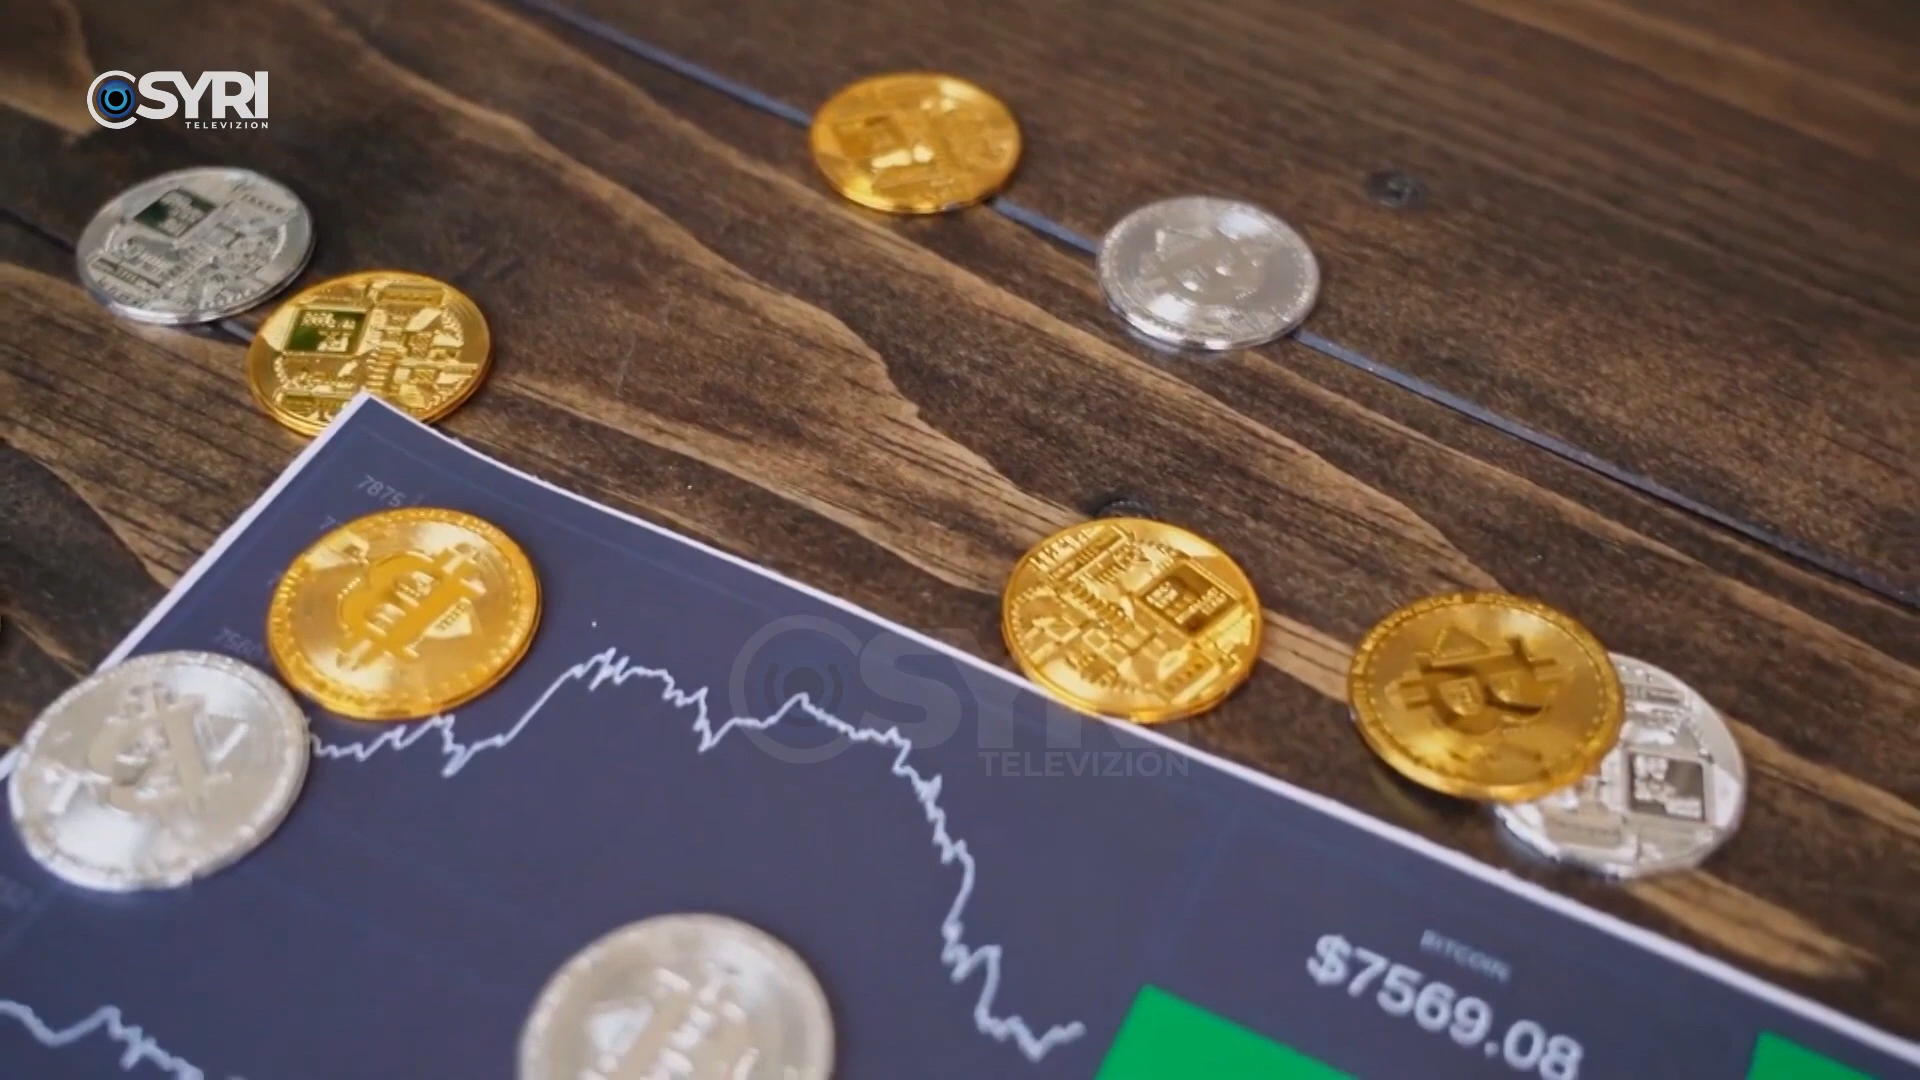 SYRI
TELEVIZION
7875
SYRI
TELEVIZION
BITCOIN
$7569.08